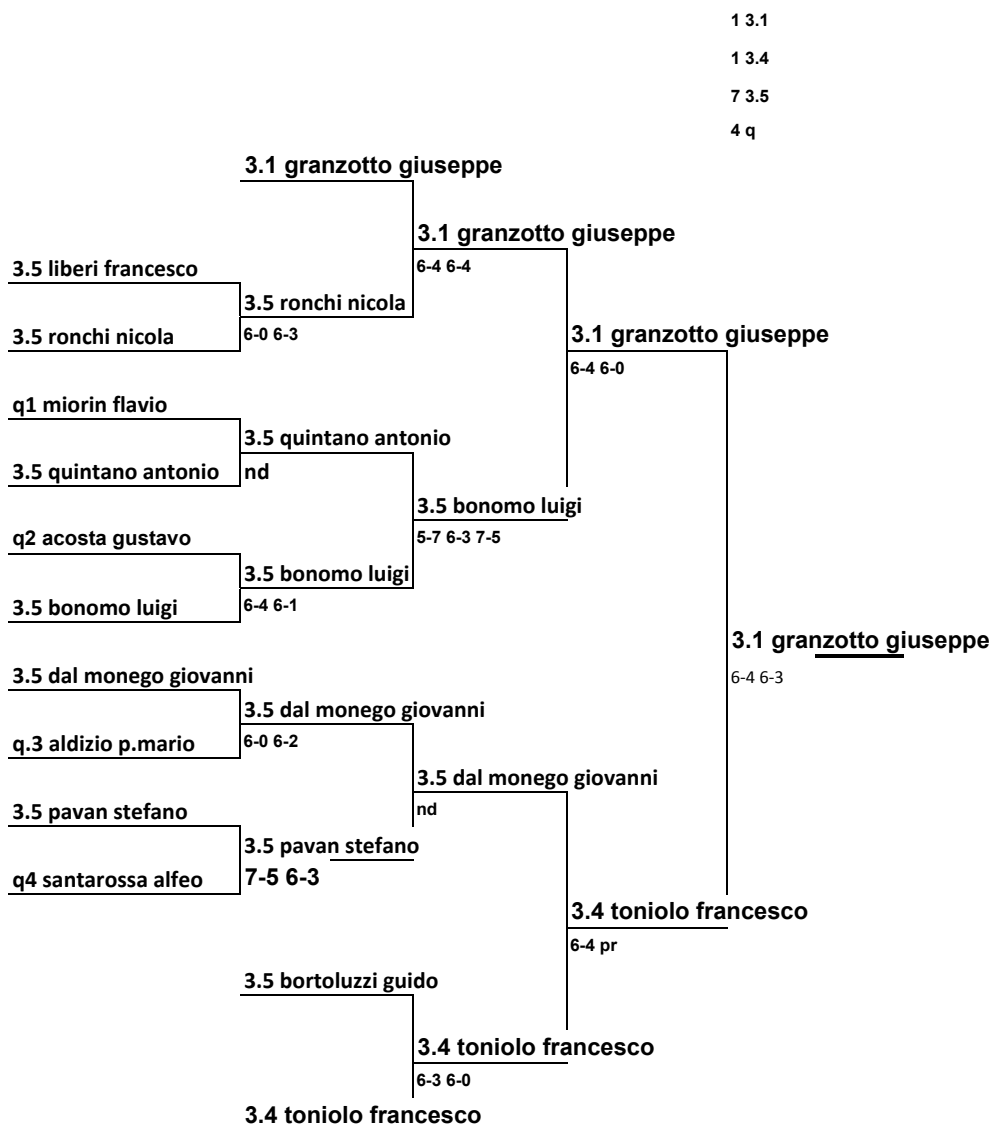 1 3.1
1 3.4
7 3.5
4 q
3.1 granzotto giuseppe
3.1 granzotto giuseppe
3.5 liberi francesco
6-4 6-4
3.5 ronchi nicola
3.5 ronchi nicola
6-0 6-3
3.1 granzotto giuseppe
6-4 6-0
q1 miorin flavio
3.5 quintano antonio
3.5 quintano antonio
nd
3.5 bonomo luigi
q2 acosta gustavo
5-7 6-3 7-5
3.5 bonomo luigi
3.5 bonomo luigi
6-4 6-1
3.1 granzotto giuseppe
3.5 dal monego giovanni
6-4 6-3
3.5 dal monego giovanni
q.3 aldizio p.mario
6-0 6-2
3.5 dal monego giovanni
3.5 pavan stefano
nd
3.5 pavan stefano
q4 santarossa alfeo
7-5 6-3
3.4 toniolo francesco
6-4 pr
3.5 bortoluzzi guido
3.4 toniolo francesco
6-3 6-0
3.4 toniolo francesco